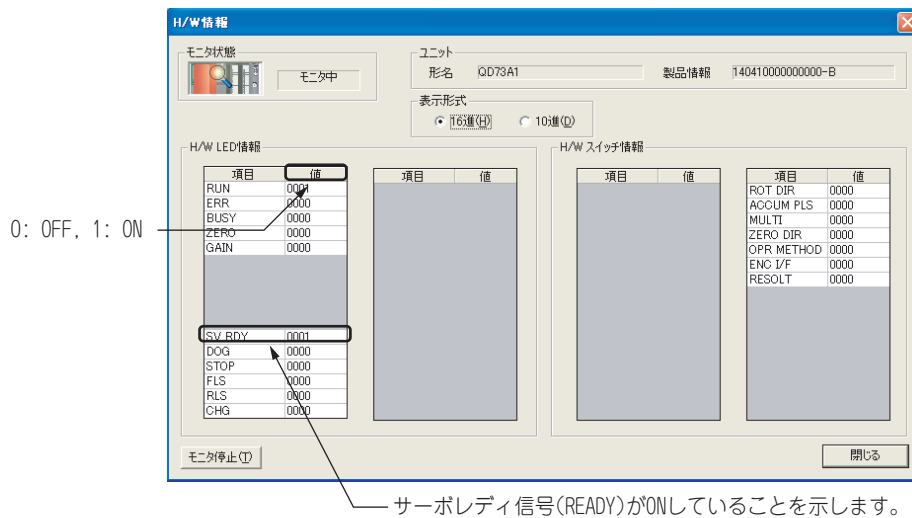 H/W情報
モニタ状態
モニタ中
ユニット
形名 QD73A1 製品情報 140410000000000-B
表示形式
16進(H) 10進(D)
H/W LED情報
項目 値
RUN 0001
ERR 0000
BUSY 0000
ZERO 0000
GAIN 0000
SV RDY 0001
DOG 0000
STOP 0000
FLS 0000
RLS 0000
CHG 0000
項目 値
H/W スイッチ情報
項目 値
項目 値
ROT DIR 0000
ACCUM PLS 0000
MULTI 0000
ZERO DIR 0000
OPR METHOD 0000
ENC I/F 0000
RESOLT 0000
0: OFF, 1: ON
モニタ停止(T)
閉じる
サーボレディ信号(READY)がONしていることを示します。